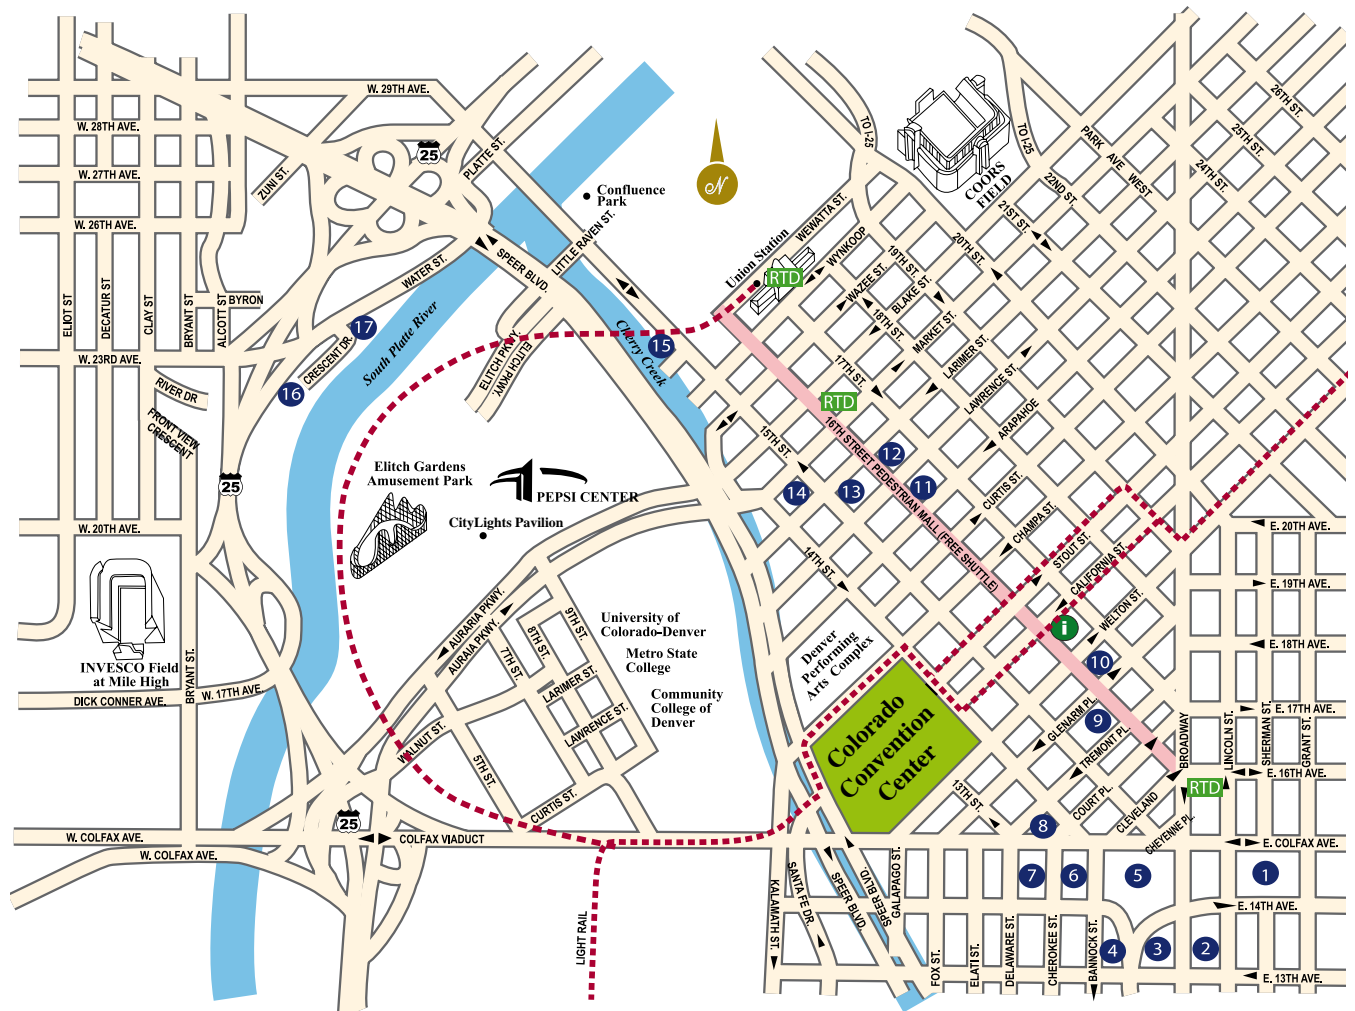 W. 29TH AVE.
W. 28TH AVE.
W. 27TH AVE.
W. 26TH AVE.
ZUNI ST.
25
PLATTE ST.
Confluence
Park
LITTLE RAVEN ST.
SPEER BLVD.
WATER ST.
N
TO I-25
TO I-25
COORS
FIELD
PARK AVE WEST
26TH ST.
25TH ST.
24TH ST.
22ND ST.
21ST ST.
20TH ST.
19TH ST.
18TH ST.
17TH ST.
WEWATTA ST.
WYNKOOP
WAZEE ST.
BLAKE ST.
MARKET ST.
LARIMER ST.
LAWRENCE ST.
ARAPAHOE
CURTIS ST.
CHAMPA ST.
STOUT ST.
CALIFORNIA ST.
WELTON ST.
GLENARM PL.
TREMONT PL.
COURT PL.
CLEVELAND
CHEYENNE PL.
Union Station
RTD
RTD
16TH STREET PEDESTRIAN MALL (FREE SHUTTLE)
15TH ST.
14TH ST.
13TH ST.
ELIOT ST
DECATUR ST
CLAY ST
BRYANT ST
ALCOTT ST
BYRON
W. 23RD AVE.
RIVER DR
FRONT VIEW
CRESCENT
CRESCENT DR.
17
16
South Platte River
Cherry Creek
15
ELITCH PKWY.
ELITCH PKWY.
25
W. 20TH AVE.
Elitch Gardens
Amusement Park
PEPSI CENTER
CityLights Pavilion
12
11
13
14
INVESCO Field
at Mile High
DICK CONNER AVE.
W. 17TH AVE.
BRYANT ST.
AURARIA PKWY.
AURAIA PKWY.
9TH ST.
8TH ST.
7TH ST.
5TH ST.
LARIMER ST.
LAWRENCE ST.
WALNUT ST.
CURTIS ST.
University of
Colorado-Denver
Metro State
College
Community
College of
Denver
Denver
Performing
Arts Complex
Colorado
Convention
Center
i
10
9
8
BROADWAY
LINCOLN ST.
SHERMAN ST.
GRANT ST.
E. 20TH AVE.
E. 19TH AVE.
E. 18TH AVE.
E. 17TH AVE.
E. 16TH AVE.
RTD
E. COLFAX AVE.
E. 14TH AVE.
E. 13TH AVE.
25
W. COLFAX AVE.
W. COLFAX AVE.
COLFAX VIADUCT
LIGHT RAIL
KALAMATH ST.
SANTA FE DR.
SPEER BLVD.
SPEER BLVD.
GALAPAGO ST.
FOX ST.
ELATI ST.
DELAWARE ST.
CHEROKEE ST.
BANNOCK ST.
7
6
5
1
4
3
2